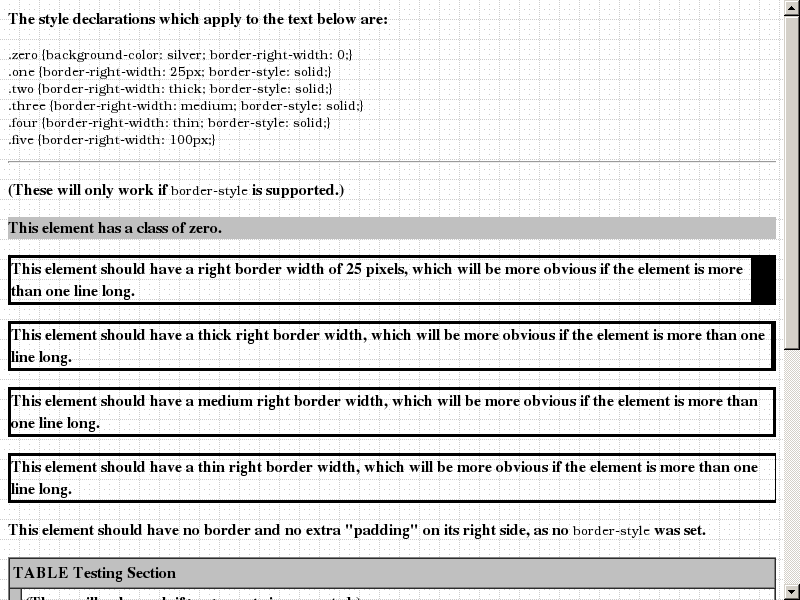 The style declarations which apply to the text below are:
.zero {background-color: silver; border-right-width: 0;}
.one {border-right-width: 25px; border-style: solid;}
.two {border-right-width: thick; border-style: solid;}
.three {border-right-width: medium; border-style: solid;}
.four {border-right-width: thin; border-style: solid;}
.five {border-right-width: 100px;}
(These will only work if border-style is supported.)
This element has a class of zero.
This element should have a right border width of 25 pixels, which will be more obvious if the element is more
than one line long.
This element should have a thick right border width, which will be more obvious if the element is more than one
line long.
This element should have a medium right border width, which will be more obvious if the element is more than
one line long.
This element should have a thin right border width, which will be more obvious if the element is more than one
line long.
This element should have no border and no extra "padding" on its right side, as no border-style was set.
TABLE Testing Section